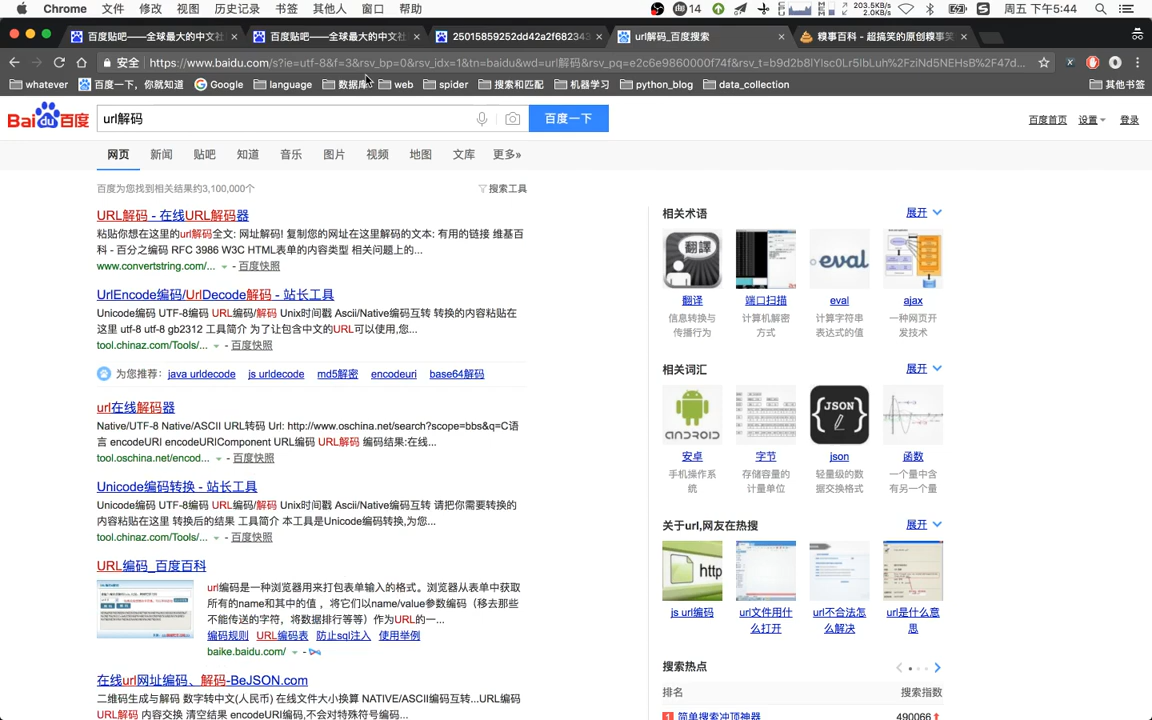 Chrome 文件 修改 视图 历史记录 书签 其他人 窗口 帮助 14 203.5KB/s 2.0KB/s 周五 下午5:44
百度贴吧——全球最大的中文社 百度贴吧——全球最大的中文社 25015859252dd42a2f682343 url解码_百度搜索 糗事百科 - 超搞笑的原创糗事笑
安全 https://www.baidu.com/s?ie=utf-8&f=3&rsv_bp=0&rsv_idx=1&tn=baidu&wd=url解码&rsv_pq=e2c6e9860000f74f&rsv_t=b9d2b8IYlsc0Lr5IbLuh%2FziNd5NEHsB%2F47d...
whatever 百度一下，你就知道 Google language 数据库 web spider 搜索和匹配 机器学习 python_blog data_collection 其他书签
Bai du 百度 url解码 百度一下 百度首页 设置 登录
网页 新闻 贴吧 知道 音乐 图片 视频 地图 文库 更多»
百度为您找到相关结果约3,100,000个 搜索工具
URL解码 - 在线URL解码器
粘贴你想在这里的url解码全文: 网址解码! 复制您的网址在这里解码的文本: 有用的链接 维基百
科 - 百分之编码 RFC 3986 W3C HTML表单的内容类型 相关问题上的...
www.convertstring.com/... - 百度快照
UrlEncode编码/UrlDecode解码 - 站长工具
Unicode编码 UTF-8编码 URL编码/解码 Unix时间戳 Ascii/Native编码互转 转换的内容粘贴在
这里 utf-8 utf-8 gb2312 工具简介 为了让包含中文的URL可以使用,您...
tool.chinaz.com/Tools/... - 百度快照
为您推荐： java urldecode js urldecode md5解密 encodeuri base64解码
url在线解码器
Native/UTF-8 Native/ASCII URL转码 Url: http://www.oschina.net/search?scope=bbs&q=C语
言 encodeURI encodeURIComponent URL编码 URL解码 编码结果:在线...
tool.oschina.net/encod... - 百度快照
Unicode编码转换 - 站长工具
Unicode编码 UTF-8编码 URL编码/解码 Unix时间戳 Ascii/Native编码互转 请把你需要转换的
内容粘贴在这里 转换后的结果 工具简介 本工具是Unicode编码转换,为您...
tool.chinaz.com/Tools/... - 百度快照
URL编码_百度百科
url编码是一种浏览器用来打包表单输入的格式。浏览器从表单中获取
所有的name和其中的值 ，将它们以name/value参数编码（移去那些
不能传送的字符，将数据排行等等）作为URL的一...
编码规则 URL编码表 防止sql注入 使用举例
baike.baidu.com/ -
在线url网址编码、解码-BeJSON.com
二维码生成与解码 数字转中文(人民币) 在线文件大小换算 NATIVE/ASCII编码互转...URL编码
URL解码 内容交换 清空结果 encodeURI编码,不会对特殊符号编码...
相关术语 展开
翻譯 eval
翻译 端口扫描 eval ajax
信息转换与 计算机解密 计算字符串 一种网页开
传播行为 方式 表达式的值 发技术
相关词汇 展开
ANDROID JSON
安卓 字节 json 函数
手机操作系 存储容量的 轻量级的数 一个量中含
统 计量单位 据交换格式 有另一个量
关于url,网友在热搜 展开
http
js url编码 url文件用什 url不合法怎 url是什么意
么打开 么解决 思
搜索热点
排名 搜索指数
1 简单搜索冲顶神器 490066